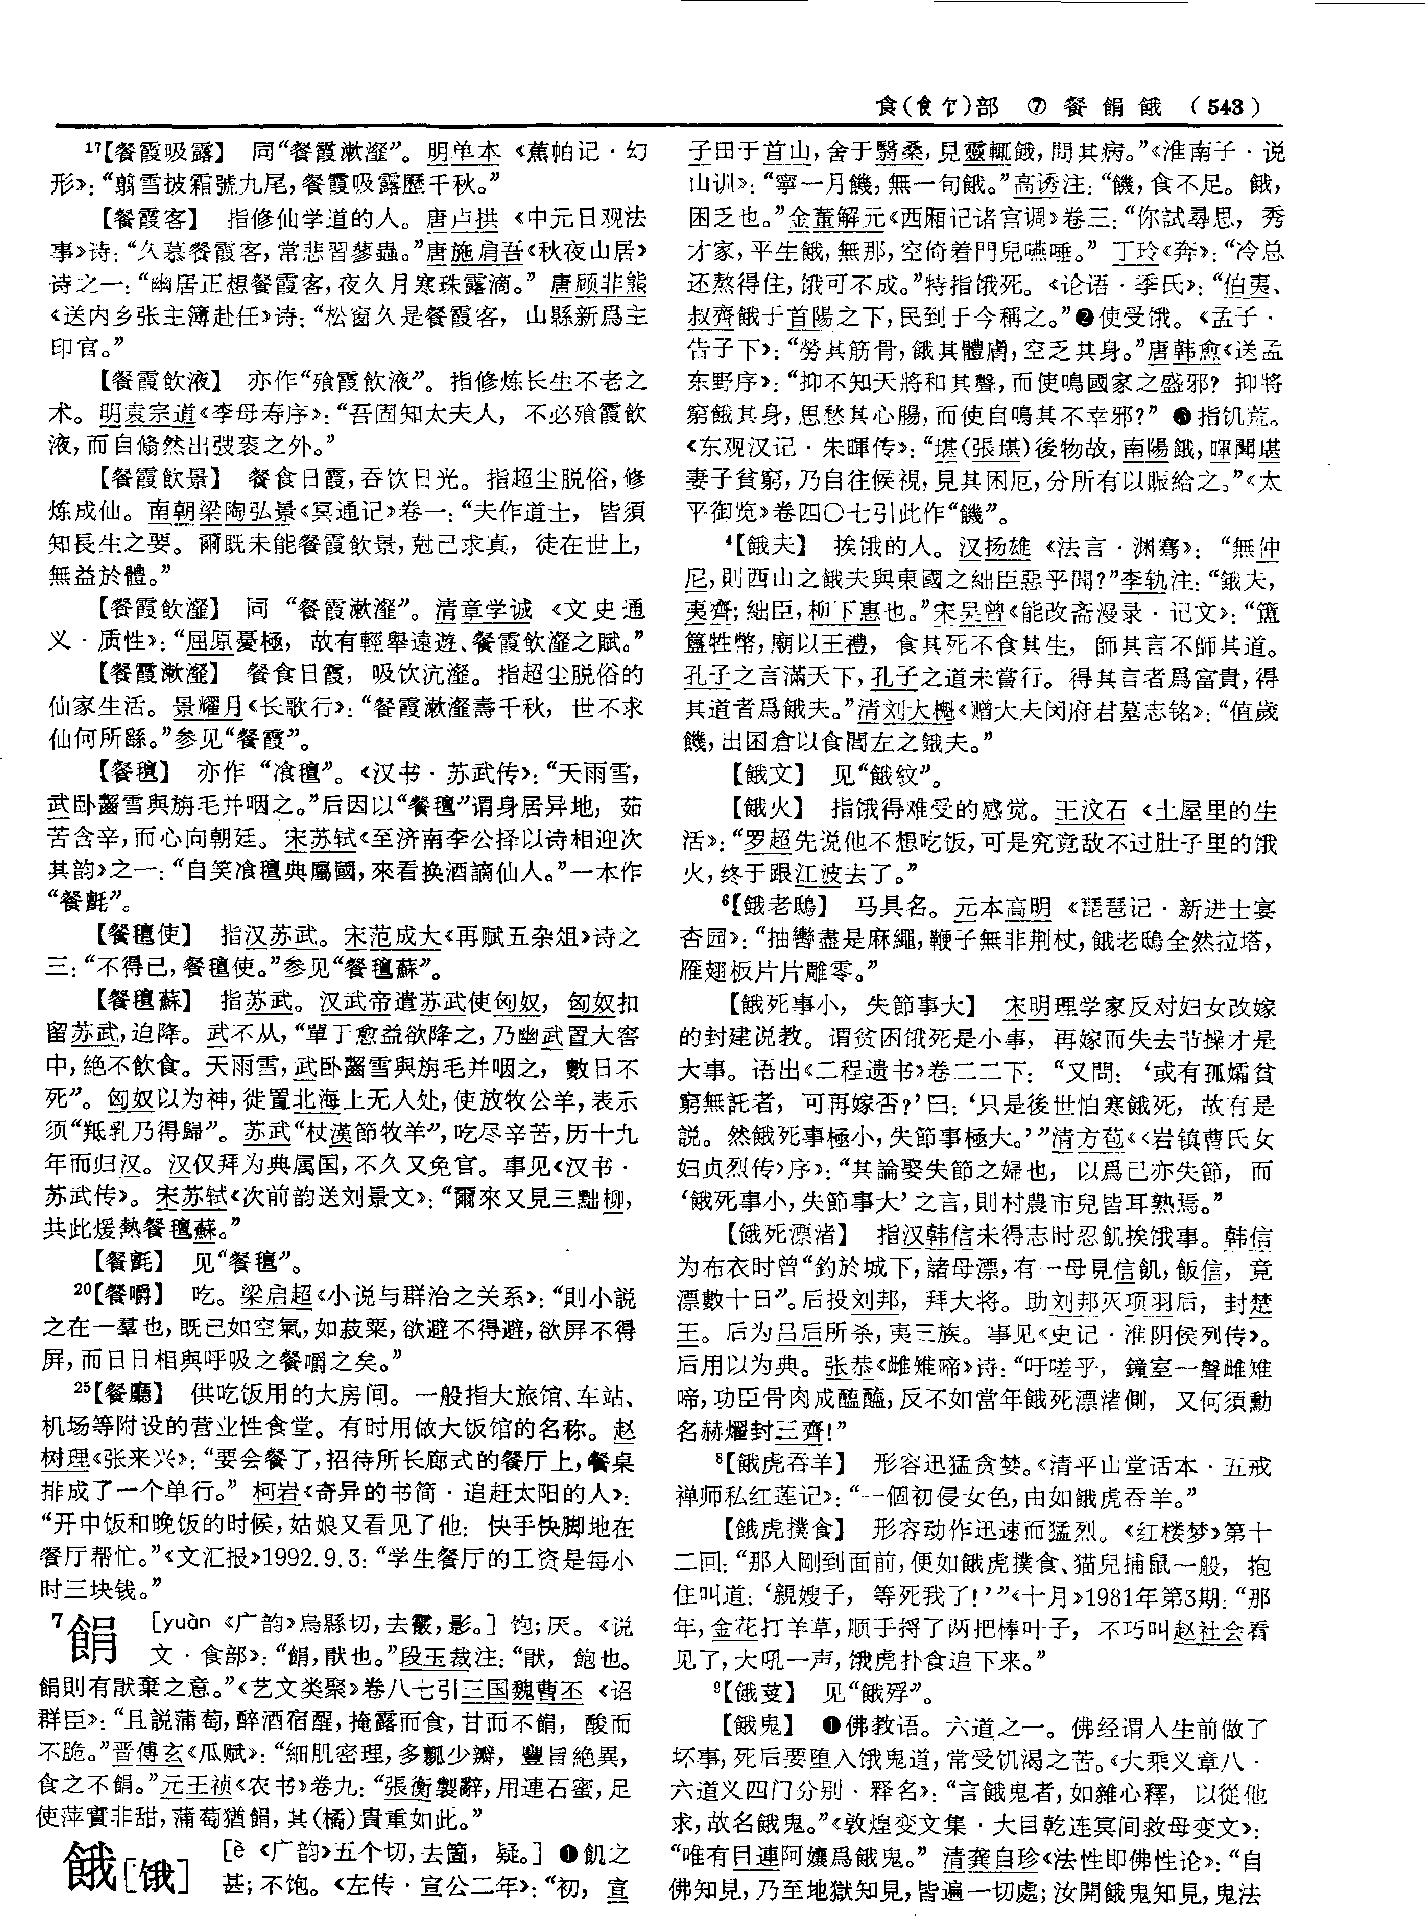 食(飠饣)部 ⑦ 餐 餇 餓 (543)
17【餐霞吸露】 同“餐霞漱瀣”。明单本《蕉帕记·幻
形》：“翦雪披霜號九尾，餐霞吸露歷千秋。”
【餐霞客】 指修仙学道的人。唐卢拱《中元日观法
事》诗：“久慕餐霞客，常悲習蓼蟲。”唐施肩吾《秋夜山居》
诗之一：“幽居正想餐霞客，夜久月寒珠露滴。”唐顾非熊
《送内乡张主簿赴任》诗：“松窗久是餐霞客，山縣新爲主
印官。”
【餐霞飲液】 亦作“飱霞飲液”。指修炼长生不老之
术。明袁宗道《李母寿序》：“吾固知太夫人，不必飱霞飲
液，而自翛然出弢袠之外。”
【餐霞飲景】 餐食日霞，吞饮日光。指超尘脱俗，修
炼成仙。南朝梁陶弘景《冥通记》卷一：“夫作道士，皆須
知長生之要。爾既未能餐霞飲景，剋己求真，徒在世上，
無益於體。”
【餐霞飲瀣】 同“餐霞漱瀣”。清章学诚《文史通
义·质性》：“屈原憂極，故有輕舉遠遊、餐霞飲瀣之賦。”
【餐霞漱瀣】 餐食日霞，吸饮沆瀣。指超尘脱俗的
仙家生活。景耀月《长歌行》：“餐霞漱瀣壽千秋，世不求
仙何所繇。”参见“餐霞”。
【餐氊】 亦作“飡氊”。《汉书·苏武传》：“天雨雪，
武卧齧雪與旃毛并咽之。”后因以“餐氊”谓身居异地，茹
苦含辛，而心向朝廷。宋苏轼《至济南李公择以诗相迎次
其韵》之一：“自笑飡氊典屬國，來看换酒謫仙人。”一本作
“餐氈”。
【餐氊使】 指汉苏武。宋范成大《再赋五杂俎》诗之
三：“不得已，餐氊使。”参见“餐氊蘇”。
【餐氊蘇】 指苏武。汉武帝遣苏武使匈奴，匈奴扣
留苏武，迫降。武不从，“單于愈益欲降之，乃幽武置大窖
中，絶不飲食。天雨雪，武卧齧雪與旃毛并咽之，數日不
死”。匈奴以为神，徙置北海上无人处，使放牧公羊，表示
须“羝乳乃得歸”。苏武“杖漢節牧羊”，吃尽辛苦，历十九
年而归汉。汉仅拜为典属国，不久又免官。事见《汉书·
苏武传》。宋苏轼《次前韵送刘景文》：“爾來又見三黜柳，
共此煖熱餐氊蘇。”
【餐氈】 见“餐氊”。
20【餐嚼】 吃。梁启超《小说与群治之关系》：“則小説
之在一羣也，既已如空氣，如菽粟，欲避不得避，欲屏不得
屏，而日日相與呼吸之餐嚼之矣。”
25【餐廳】 供吃饭用的大房间。一般指大旅馆、车站、
机场等附设的营业性食堂。有时用做大饭馆的名称。赵
树理《张来兴》：“要会餐了，招待所长廊式的餐厅上，餐桌
排成了一个单行。”柯岩《奇异的书简·追赶太阳的人》：
“开中饭和晚饭的时候，姑娘又看见了他：快手快脚地在
餐厅帮忙。”《文汇报》1992.9.3：“学生餐厅的工资是每小
时三块钱。”
7 餇 [yuàn《广韵》烏縣切，去霰，影。]饱；厌。《说
文·食部》：“餇，猒也。”段玉裁注：“猒，飽也。
餇則有猒棄之意。”《艺文类聚》卷八七引三国魏曹丕《诏
群臣》：“且説蒲萄，醉酒宿醒，掩露而食，甘而不餇，酸而
不脆。”晋傅玄《瓜赋》：“細肌密理，多瓤少瓣，豐旨絶異，
食之不餇。”元王祯《农书》卷九：“張衡製辭，用連石蜜，足
使萍實非甜，蒲萄猶餇，其(橘)貴重如此。”
餓[饿] [è《广韵》五个切，去箇，疑。]❶飢之
甚；不饱。《左传·宣公二年》：“初，宣
子田于首山，舍于翳桑，見靈輒餓，問其病。”《淮南子·说
山训》：“寧一月饑，無一旬餓。”高诱注：“饑，食不足。餓，
困乏也。”金董解元《西厢记诸宫调》卷三：“你試尋思，秀
才家，平生餓，無那，空倚着門兒嚥唾。”丁玲《奔》：“冷总
还熬得住，饿可不成。”特指饿死。《论语·季氏》：“伯夷、
叔齊餓于首陽之下，民到于今稱之。”❷使受饿。《孟子·
告子下》：“勞其筋骨，餓其體膚，空乏其身。”唐韩愈《送孟
东野序》：“抑不知天將和其聲，而使鳴國家之盛邪？抑將
窮餓其身，思愁其心腸，而使自鳴其不幸邪？”❸指饥荒。
《东观汉记·朱暉传》：“堪(張堪)後物故，南陽餓，暉聞堪
妻子貧窮，乃自往候視，見其困厄，分所有以賑給之。”《太
平御览》卷四〇七引此作“饑”。
4【餓夫】 挨饿的人。汉扬雄《法言·渊骞》：“無仲
尼，則西山之餓夫與東國之絀臣惡乎聞？”李轨注：“餓夫，
夷齊；絀臣，柳下惠也。”宋吴曾《能改斋漫录·记文》：“簠
簋牲幣，廟以王禮，食其死不食其生，師其言不師其道。
孔子之言滿天下，孔子之道未嘗行。得其言者爲富貴，得
其道者爲餓夫。”清刘大櫆《赠大夫闵府君墓志铭》：“值歲
饑，出囷倉以食閭左之餓夫。”
【餓文】 见“餓纹”。
【餓火】 指饿得难受的感觉。王汶石《土屋里的生
活》：“罗超先说他不想吃饭，可是究竟敌不过肚子里的饿
火，终于跟江波去了。”
6【餓老鴟】 马具名。元本高明《琵琶记·新进士宴
杏园》：“抽轡盡是麻繩，鞭子無非荆杖，餓老鴟全然拉塔，
雁翅板片片雕零。”
【餓死事小，失節事大】 宋明理学家反对妇女改嫁
的封建说教。谓贫困饿死是小事，再嫁而失去节操才是
大事。语出《二程遗书》卷二二下：“又問：‘或有孤孀貧
窮無託者，可再嫁否？’曰：‘只是後世怕寒餓死，故有是
説。然餓死事極小，失節事極大。’”清方苞《〈岩镇曹氏女
妇贞烈传〉序》：“其論娶失節之婦也，以爲己亦失節，而
‘餓死事小，失節事大’之言，則村農市兒皆耳熟焉。”
【餓死漂渚】 指汉韩信未得志时忍飢挨饿事。韩信
为布衣时曾“釣於城下，諸母漂，有一母見信飢，飯信，竟
漂數十日”。后投刘邦，拜大将。助刘邦灭项羽后，封楚
王。后为吕后所杀，夷三族。事见《史记·淮阴侯列传》。
后用以为典。张恭《雌雉啼》诗：“吁嗟乎，鐘室一聲雌雉
啼，功臣骨肉成醢醯，反不如當年餓死漂渚側，又何須勳
名赫燿封三齊！”
8【餓虎吞羊】 形容迅猛贪婪。《清平山堂话本·五戒
禅师私红莲记》：“一個初侵女色，由如餓虎吞羊。”
【餓虎撲食】 形容动作迅速而猛烈。《红楼梦》第十
二回：“那人剛到面前，便如餓虎撲食、猫兒捕鼠一般，抱
住叫道：‘親嫂子，等死我了！’”《十月》1981年第3期：“那
年，金花打羊草，顺手捋了两把棒叶子，不巧叫赵社会看
见了，大吼一声，饿虎扑食追下来。”
9【餓莩】 见“餓殍”。
【餓鬼】 ❶佛教语。六道之一。佛经谓人生前做了
坏事，死后要堕入饿鬼道，常受饥渴之苦。《大乘义章八·
六道义四门分别·释名》：“言餓鬼者，如雜心釋，以從他
求，故名餓鬼。”《敦煌变文集·大目乾连冥间救母变文》：
“唯有目連阿孃爲餓鬼。”清龚自珍《法性即佛性论》：“自
佛知見，乃至地獄知見，皆遍一切處；汝開餓鬼知見，鬼法